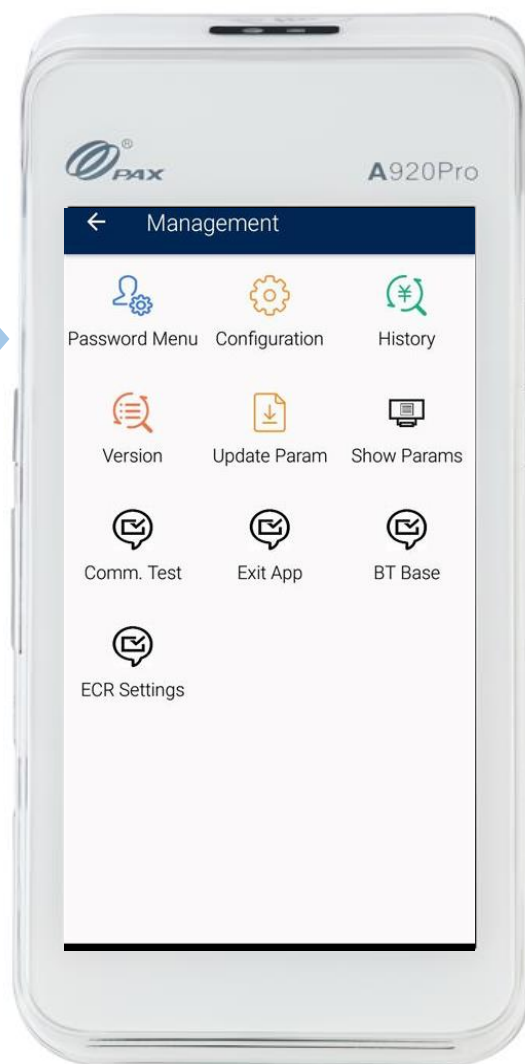 PAX®
A920Pro
Management
Password Menu Configuration History
Version Update Param Show Params
Comm. Test Exit App BT Base
ECR Settings